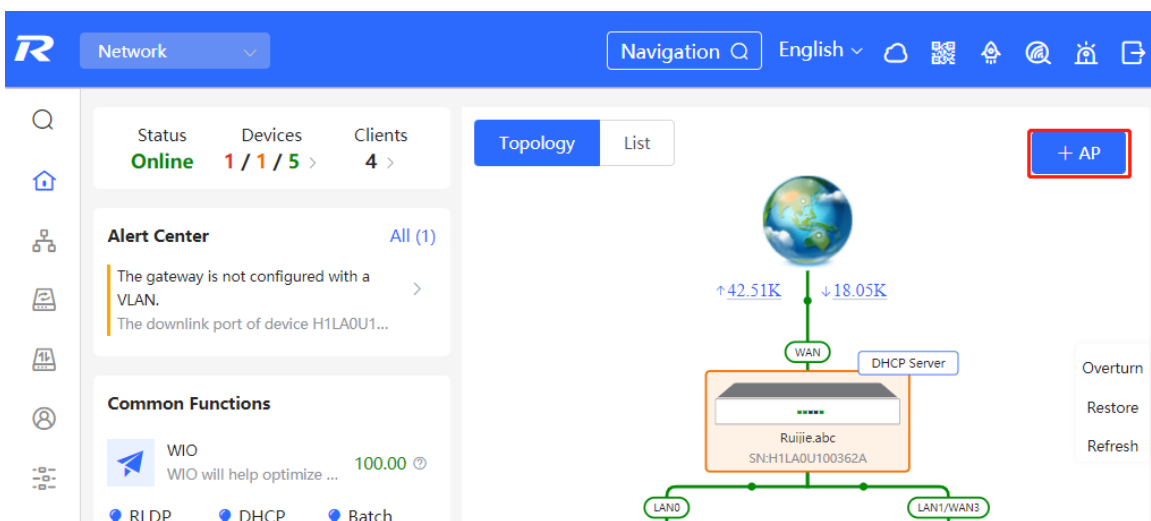 R
Network
Navigation
English
Status Devices Clients
Online 1 / 1 / 5 > 4 >
Topology
List
+ AP
Alert Center
All (1)
The gateway is not configured with a
VLAN.
The downlink port of device H1LA0U1...
↑42.51K
↓18.05K
WAN
DHCP Server
Ruijie.abc
SN:H1LA0U100362A
Overturn
Restore
Refresh
Common Functions
WIO
WIO will help optimize ...
100.00
RLDP
DHCP
Batch
LAN0
LAN1/WAN3